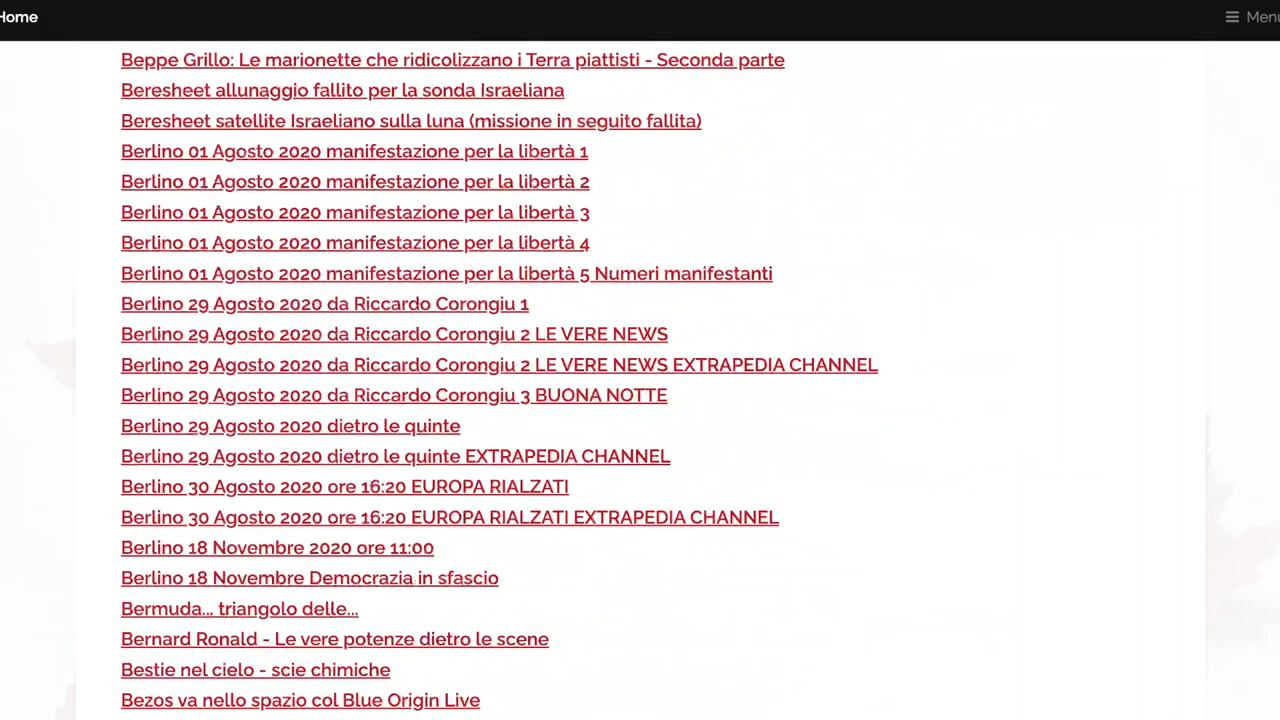 Home
Menu
Beppe Grillo: Le marionette che ridicolizzano i Terra piattisti - Seconda parte
Beresheet allunaggio fallito per la sonda Israeliana
Beresheet satellite Israeliano sulla luna (missione in seguito fallita)
Berlino 01 Agosto 2020 manifestazione per la libertà 1
Berlino 01 Agosto 2020 manifestazione per la libertà 2
Berlino 01 Agosto 2020 manifestazione per la libertà 3
Berlino 01 Agosto 2020 manifestazione per la libertà 4
Berlino 01 Agosto 2020 manifestazione per la libertà 5 Numeri manifestanti
Berlino 29 Agosto 2020 da Riccardo Corongiu 1
Berlino 29 Agosto 2020 da Riccardo Corongiu 2 LE VERE NEWS
Berlino 29 Agosto 2020 da Riccardo Corongiu 2 LE VERE NEWS EXTRAPEDIA CHANNEL
Berlino 29 Agosto 2020 da Riccardo Corongiu 3 BUONA NOTTE
Berlino 29 Agosto 2020 dietro le quinte
Berlino 29 Agosto 2020 dietro le quinte EXTRAPEDIA CHANNEL
Berlino 30 Agosto 2020 ore 16:20 EUROPA RIALZATI
Berlino 30 Agosto 2020 ore 16:20 EUROPA RIALZATI EXTRAPEDIA CHANNEL
Berlino 18 Novembre 2020 ore 11:00
Berlino 18 Novembre Democrazia in sfascio
Bermuda... triangolo delle...
Bernard Ronald - Le vere potenze dietro le scene
Bestie nel cielo - scie chimiche
Bezos va nello spazio col Blue Origin Live